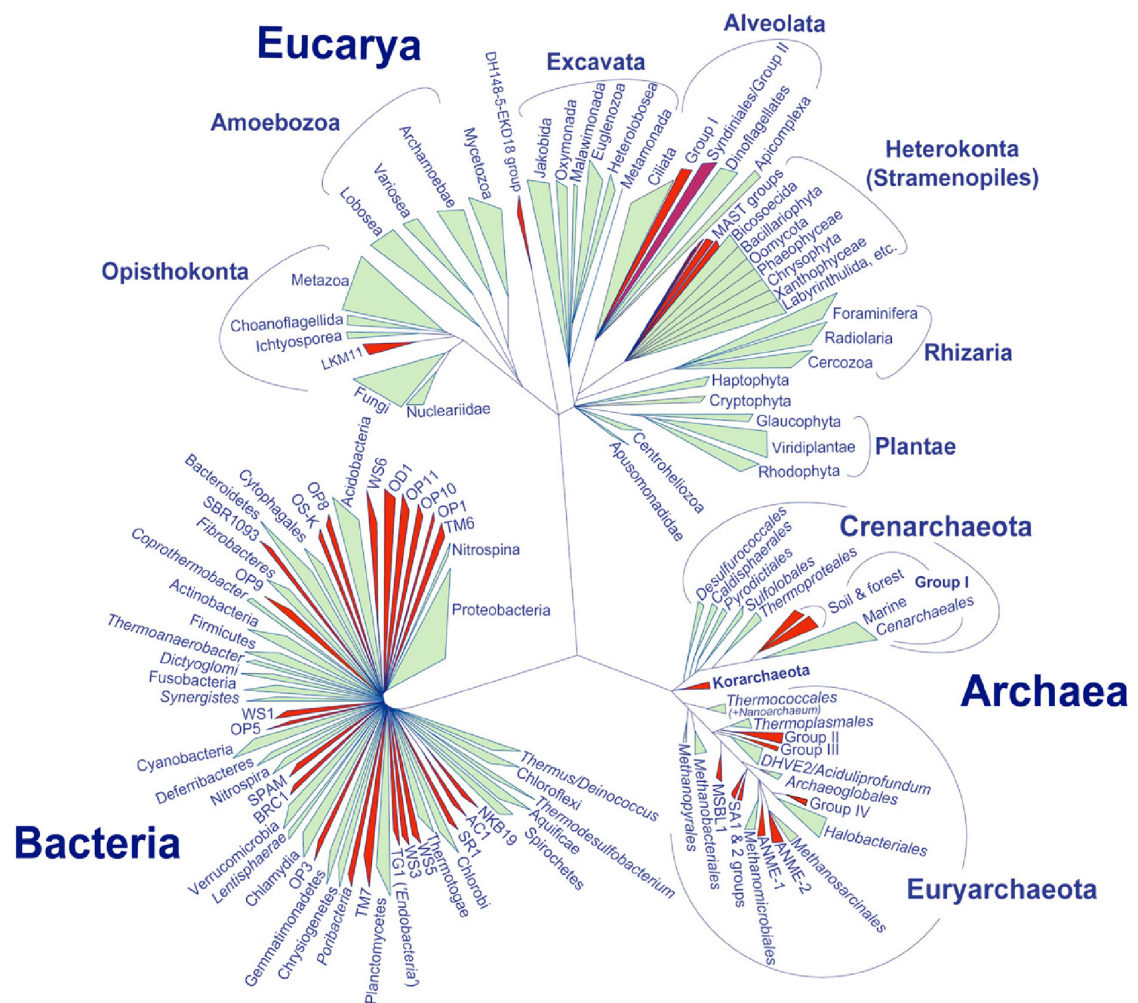 Eucarya
Amoebozoa
Lobosea
Variosea
Archamoebae
Mycetozoa
DH148-5-EKD18 group
Excavata
Jakobida
Oxymonada
Malawimonada
Euglenozoa
Heterolobosea
Metamonada
Alveolata
Ciliata
Group I
Syndiniales/Group II
Dinoflagellates
Apicomplexa
Heterokonta
(Stramenopiles)
MAST groups
Bicosoecida
Bacillariophyta
Oomycota
Phaeophyceae
Chrysophyta
Xanthophyceae
Labyrinthulida, etc.
Rhizaria
Foraminifera
Radiolaria
Cercozoa
Haptophyta
Cryptophyta
Plantae
Glaucophyta
Viridiplantae
Rhodophyta
Centroheliozoa
Apusomonadidae
Opisthokonta
Metazoa
Choanoflagellida
Ichtyosporea
LKM11
Fungi
Nucleariidae
Bacteria
Bacteroidetes
Cytophagales
OS-K
OP8
Acidobacteria
WS6
OD1
OP11
OP10
OP1
TM6
Nitrospina
Proteobacteria
SBR1093
Fibrobacteres
OP9
Coprothermobacter
Actinobacteria
Firmicutes
Thermoanaerobacter
Dictyoglomi
Fusobacteria
Synergistes
WS1
OP5
Cyanobacteria
Deferribacteres
Nitrospira
SPAM
BRC1
Verrucomicrobia
Lentisphaerae
Chlamydia
OP3
Gemmatimonadetes
Chrysiogenetes
Poribacteria
TM7
Planctomycetes
TG1 ('Endobacteria')
WS3
WS5
Thermotogae
Chlorobi
SR1
AC1
NKB19
Spirochetes
Aquificae
Thermodesulfobacterium
Chloroflexi
Thermus/Deinococcus
Archaea
Crenarchaeota
Desulfurococcales
Caldisphaerales
Pyrodictiales
Sulfolobales
Thermoproteales
Soil & forest
Group I
Marine
Cenarchaeales
Korarchaeota
Euryarchaeota
Thermococcales
(+Nanoarchaeum)
Thermoplasmales
Group II
Group III
DHVE2/Aciduliprofundum
Archaeoglobales
Group IV
Halobacteriales
Methanosarcinales
ANME-2
ANME-1
Methanomicrobiales
SA1 & 2 groups
MSBL1
Methanobacteriales
Methanopyrales